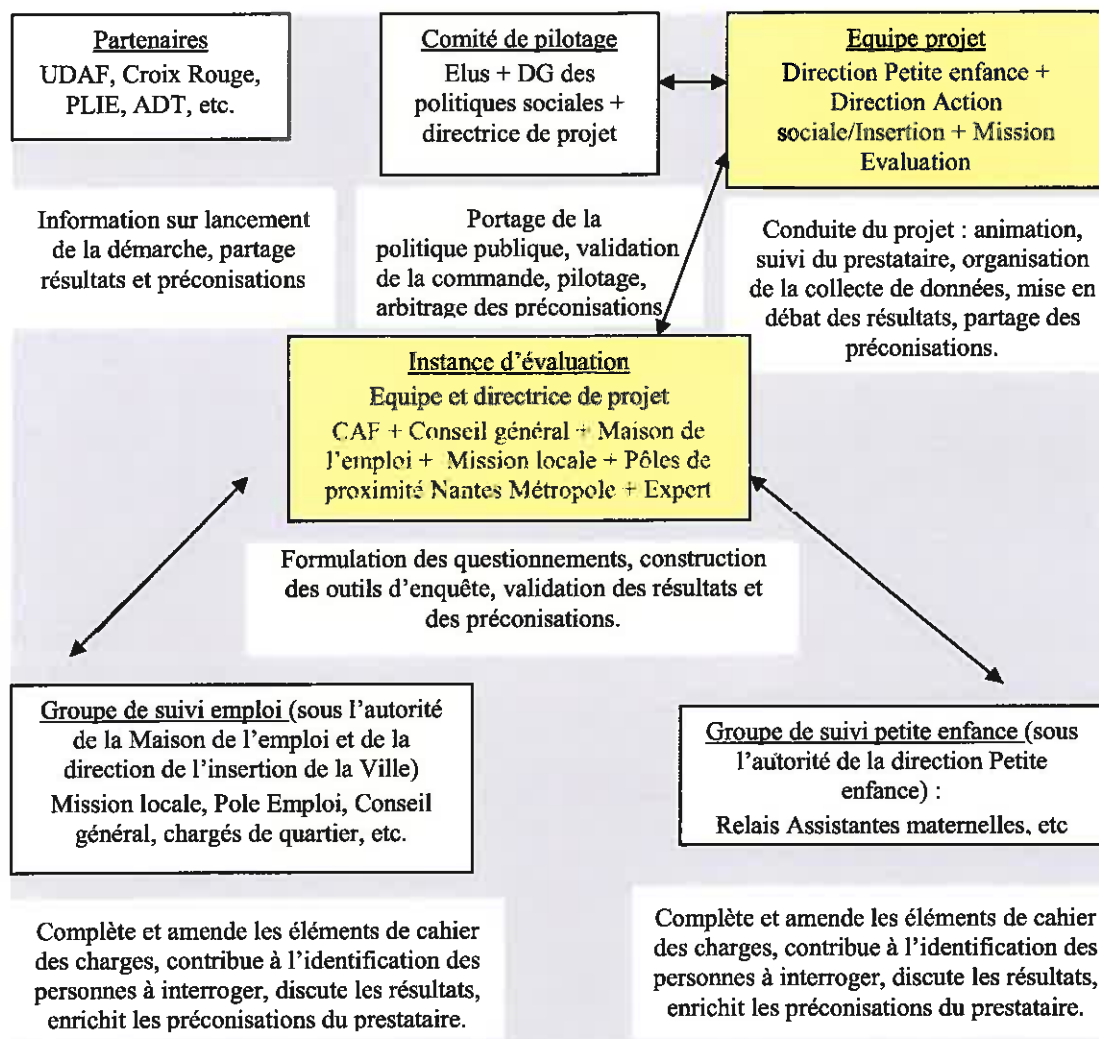 Partenaires
UDAF, Croix Rouge,
PLIE, ADT, etc.
Comité de pilotage
Elus + DG des
politiques sociales +
directrice de projet
Equipe projet
Direction Petite enfance +
Direction Action
sociale/Insertion + Mission
Evaluation
Information sur lancement
de la démarche, partage
résultats et préconisations
Portage de la
politique publique, validation
de la commande, pilotage,
arbitrage des préconisations
Conduite du projet : animation,
suivi du prestataire, organisation
de la collecte de données, mise en
débat des résultats, partage des
préconisations.
Instance d'évaluation
Equipe et directrice de projet
CAF + Conseil général + Maison de
l'emploi + Mission locale + Pôles de
proximité Nantes Métropole + Expert
Formulation des questionnements, construction
des outils d'enquête, validation des résultats et
des préconisations.
Groupe de suivi emploi (sous l'autorité
de la Maison de l'emploi et de la
direction de l'insertion de la Ville)
Mission locale, Pole Emploi, Conseil
général, chargés de quartier, etc.
Groupe de suivi petite enfance (sous
l'autorité de la direction Petite
enfance) :
Relais Assistantes maternelles, etc
Complète et amende les éléments de cahier
des charges, contribue à l'identification des
personnes à interroger, discute les résultats,
enrichit les préconisations du prestataire.
Complète et amende les éléments de cahier
des charges, contribue à l'identification des
personnes à interroger, discute les résultats,
enrichit les préconisations du prestataire.